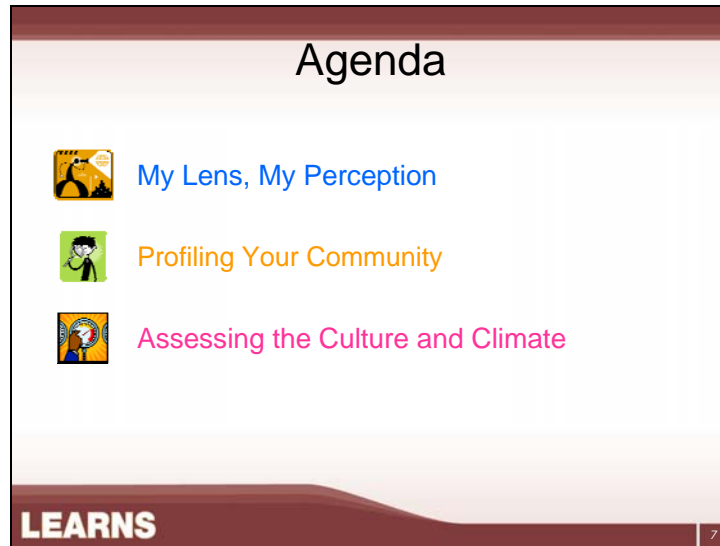 Agenda
My Lens, My Perception
Profiling Your Community
Assessing the Culture and Climate
LEARNS
7